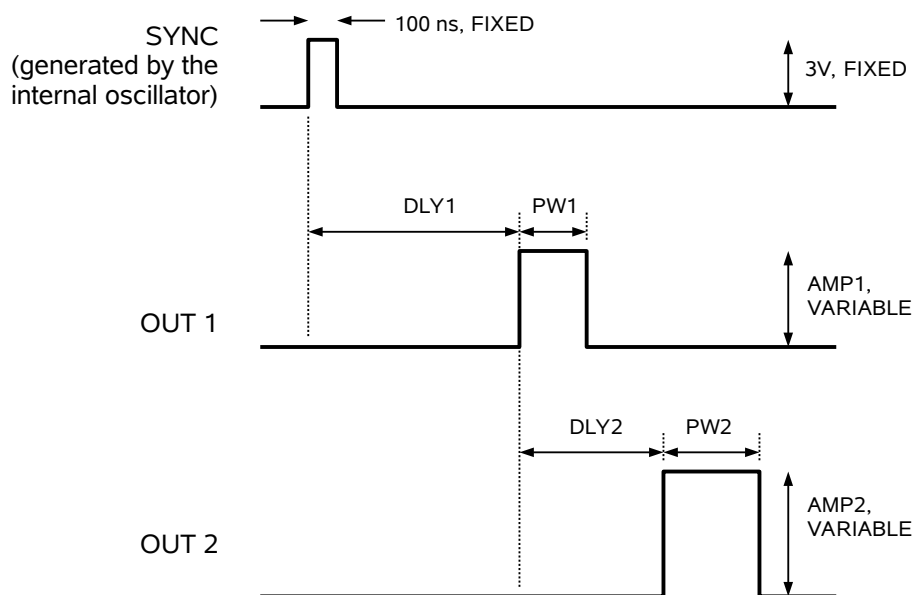 100 ns, FIXED
SYNC
(generated by the
internal oscillator)
3V, FIXED
DLY1
PW1
AMP1,
VARIABLE
OUT 1
DLY2
PW2
AMP2,
VARIABLE
OUT 2